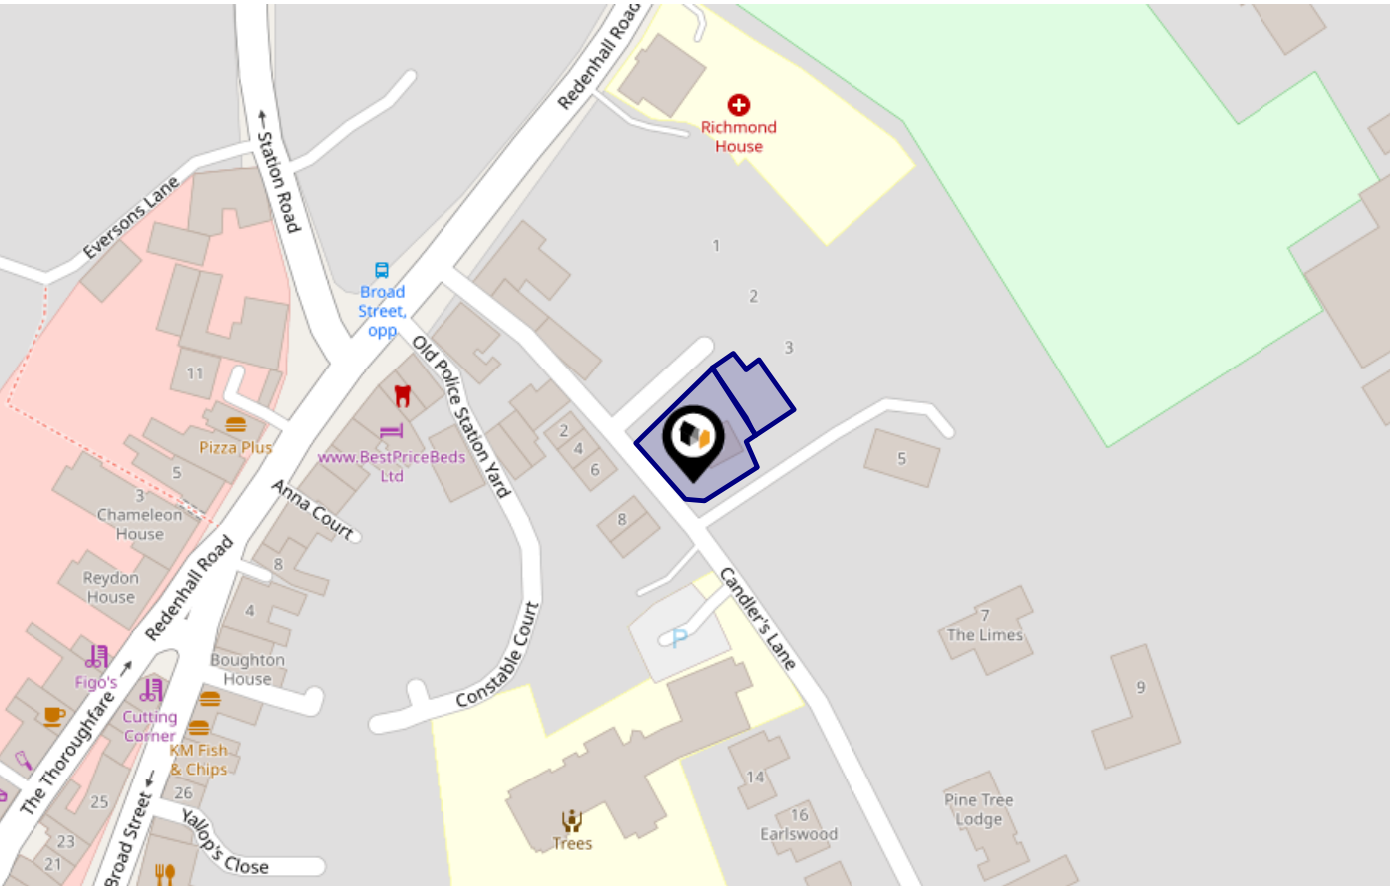 Redenhall Road
Station Road
Richmond
House
Eversons Lane
1
Broad
Street,
opp
2
Old Police Station Yard
3
11
Pizza Plus
www.BestPriceBeds
Ltd
2
4
6
5
5
3
Chameleon
House
Anna Court
8
Redenhall Road
8
Reydon
House
4
Candler's Lane
7
The Limes
P
Constable Court
Boughton
House
Figo's
9
Cutting
Corner
The Thoroughfare
KM Fish
& Chips
14
26
25
Pine Tree
Lodge
16
Earlswood
Yallop's Close
Trees
Broad Street
23
21